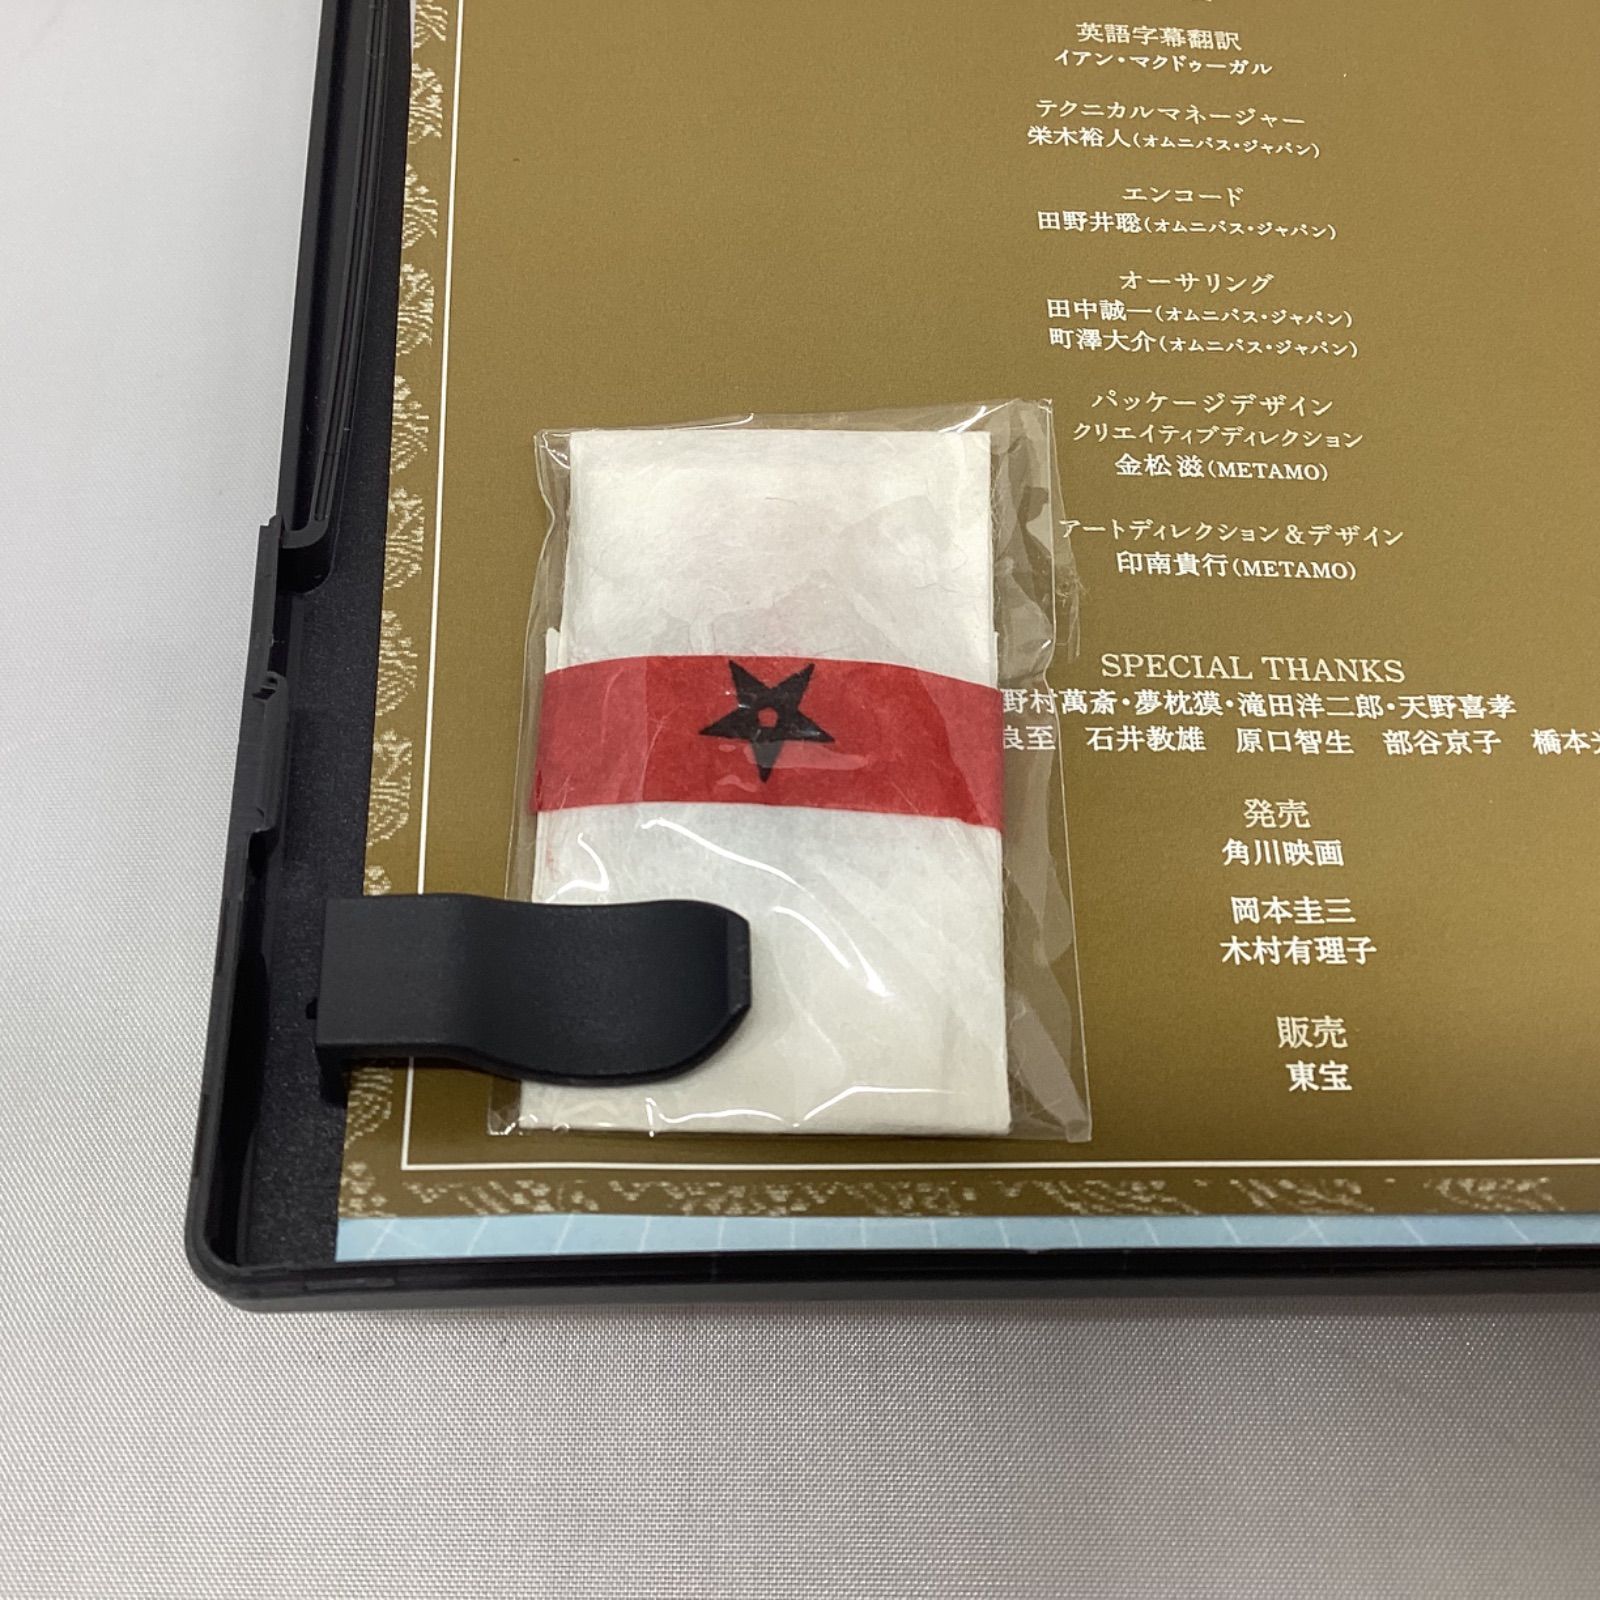 英語字幕翻訳
イアン・マクドゥーガル
テクニカルマネージャー
栄木裕人(オムニバス・ジャパン)
エンコード
田野井聡(オムニバス・ジャパン)
オーサリング
田中誠一(オムニバス・ジャパン)
町澤大介(オムニバス・ジャパン)
パッケージデザイン
クリエイティブディレクション
金松滋(METAMO)
アートディレクション&デザイン
印南貴行(METAMO)
SPECIAL THANKS
野村萬斎・夢枕獏・滝田洋二郎・天野喜孝
良至 石井教雄 原口智生 部谷京子 橋本
発売
角川映画
岡本圭三
木村有理子
販売
東宝